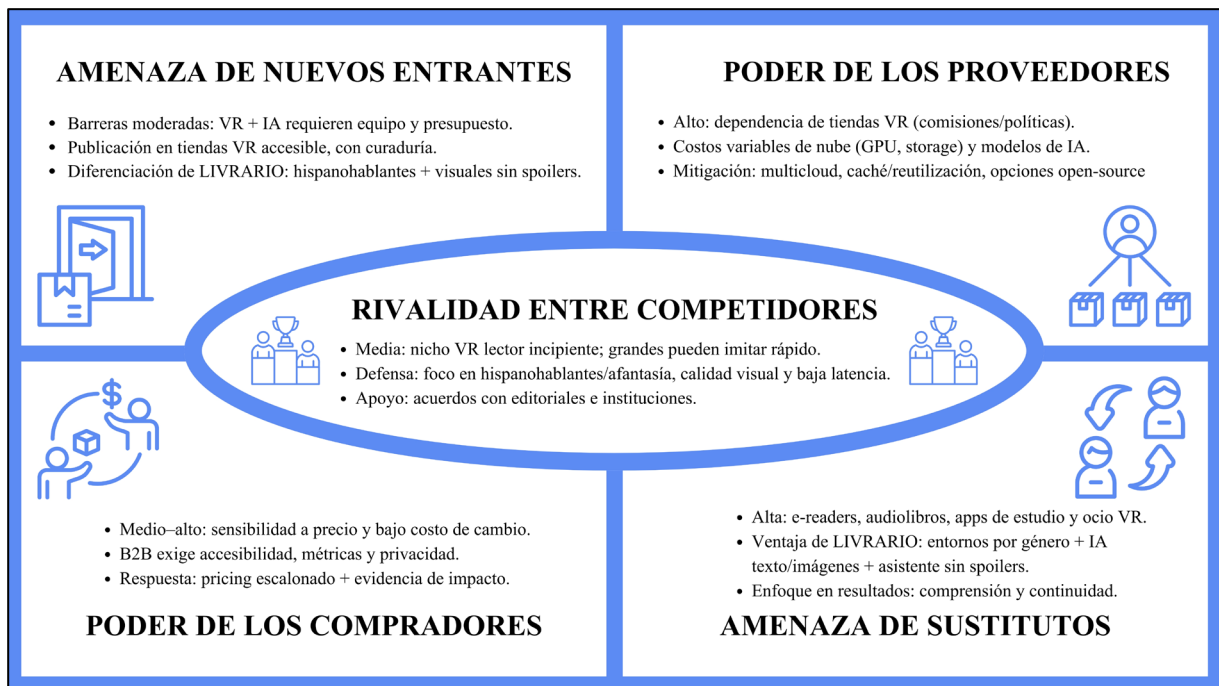 AMENAZA DE NUEVOS ENTRANTES
• Barreras moderadas: VR + IA requieren equipo y presupuesto.
• Publicación en tiendas VR accesible, con curaduría.
• Diferenciación de LIVRARIO: hispanohablantes + visuales sin spoilers.
PODER DE LOS PROVEEDORES
• Alto: dependencia de tiendas VR (comisiones/políticas).
• Costos variables de nube (GPU, storage) y modelos de IA.
• Mitigación: multicloud, caché/reutilización, opciones open-source
RIVALIDAD ENTRE COMPETIDORES
• Media: nicho VR lector incipiente; grandes pueden imitar rápido.
• Defensa: foco en hispanohablantes/afantasía, calidad visual y baja latencia.
• Apoyo: acuerdos con editoriales e instituciones.
$
• Medio–alto: sensibilidad a precio y bajo costo de cambio.
• B2B exige accesibilidad, métricas y privacidad.
• Respuesta: pricing escalonado + evidencia de impacto.
PODER DE LOS COMPRADORES
• Alta: e-readers, audiolibros, apps de estudio y ocio VR.
• Ventaja de LIVRARIO: entornos por género + IA
texto/imágenes + asistente sin spoilers.
• Enfoque en resultados: comprensión y continuidad.
AMENAZA DE SUSTITUTOS